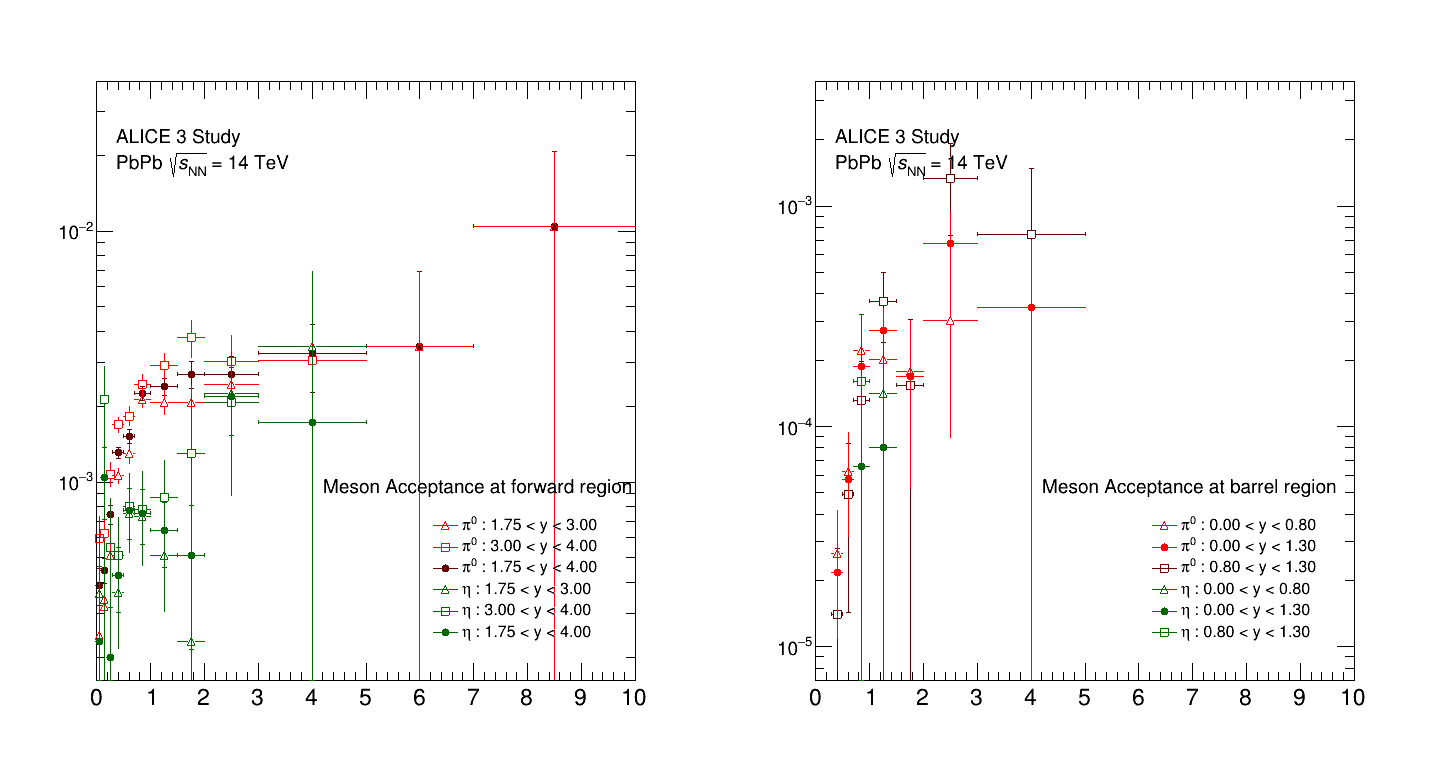 ALICE 3 Study
PbPb √sNN = 14 TeV
10−2
10−3
Meson Acceptance at forward region
π0 : 1.75 < y < 3.00
π0 : 3.00 < y < 4.00
π0 : 1.75 < y < 4.00
η : 1.75 < y < 3.00
η : 3.00 < y < 4.00
η : 1.75 < y < 4.00
0 1 2 3 4 5 6 7 8 9 10
ALICE 3 Study
PbPb √sNN = 14 TeV
10−3
10−4
10−5
Meson Acceptance at barrel region
π0 : 0.00 < y < 0.80
π0 : 0.00 < y < 1.30
π0 : 0.80 < y < 1.30
η : 0.00 < y < 0.80
η : 0.00 < y < 1.30
η : 0.80 < y < 1.30
0 1 2 3 4 5 6 7 8 9 10